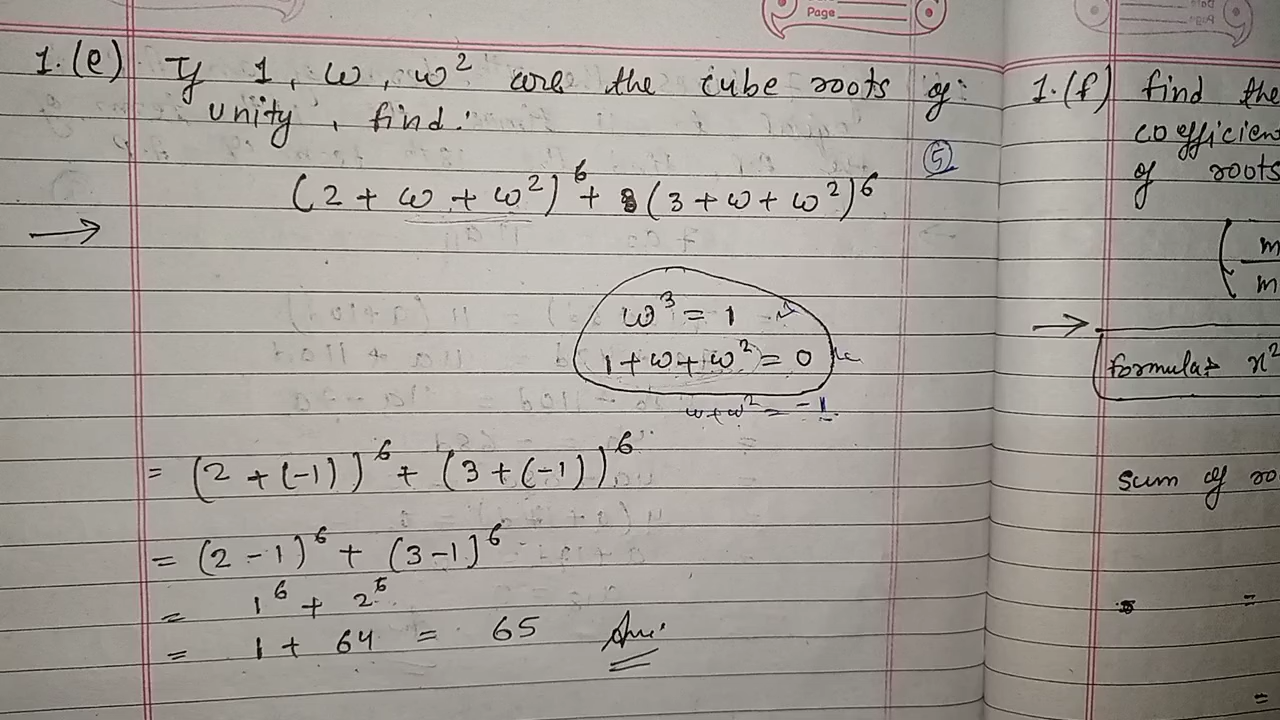 Page
1.(e) If 1, ω, ω² are the cube roots of
unity, find:
(2 + ω + ω²)⁶ + (3 + ω + ω²)⁶
5
→
ω³ = 1
1 + ω + ω² = 0
ω + ω² = -1
= (2 + (-1))⁶ + (3 + (-1))⁶
= (2 - 1)⁶ + (3 - 1)⁶
= 1⁶ + 2⁶
= 1 + 64 = 65 Ans.
1.(f) find the
coefficien
of roots
m
m
→
formula:→ x²
sum of ro
=
=